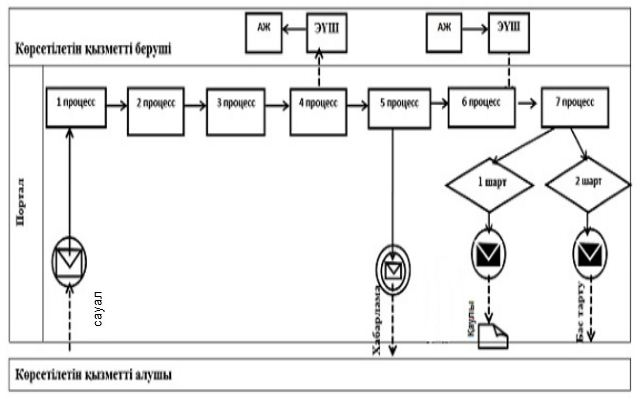 АЖ
ЭҮШ
АЖ
ЭҮШ
Көрсетілетін қызметті беруші
Портал
1 процесс
2 процесс
3 процесс
4 процесс
5 процесс
6 процесс
7 процесс
1 шарт
2 шарт
сауал
Хабарлама
Қаулы
Бас тарту
Көрсетілетін қызметті алушы